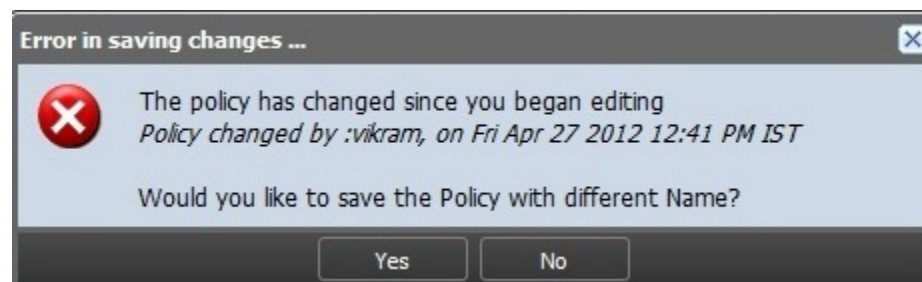 Error in saving changes ...
The policy has changed since you began editing
Policy changed by :vikram, on Fri Apr 27 2012 12:41 PM IST
Would you like to save the Policy with different Name?
Yes No